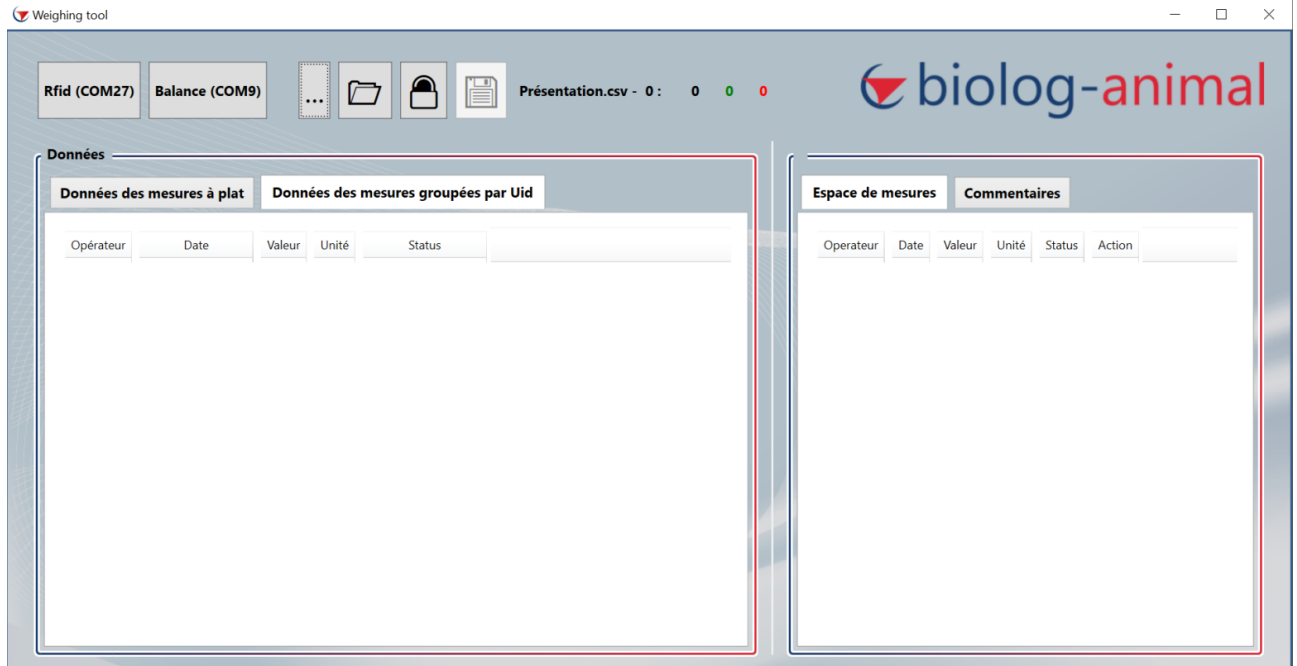 Weighing tool
Rfid (COM27) Balance (COM9) ... Présentation.csv - 0 : 0 0 0
biolog-animal
Données
Données des mesures à plat Données des mesures groupées par Uid
Opérateur Date Valeur Unité Status
Espace de mesures Commentaires
Operateur Date Valeur Unité Status Action